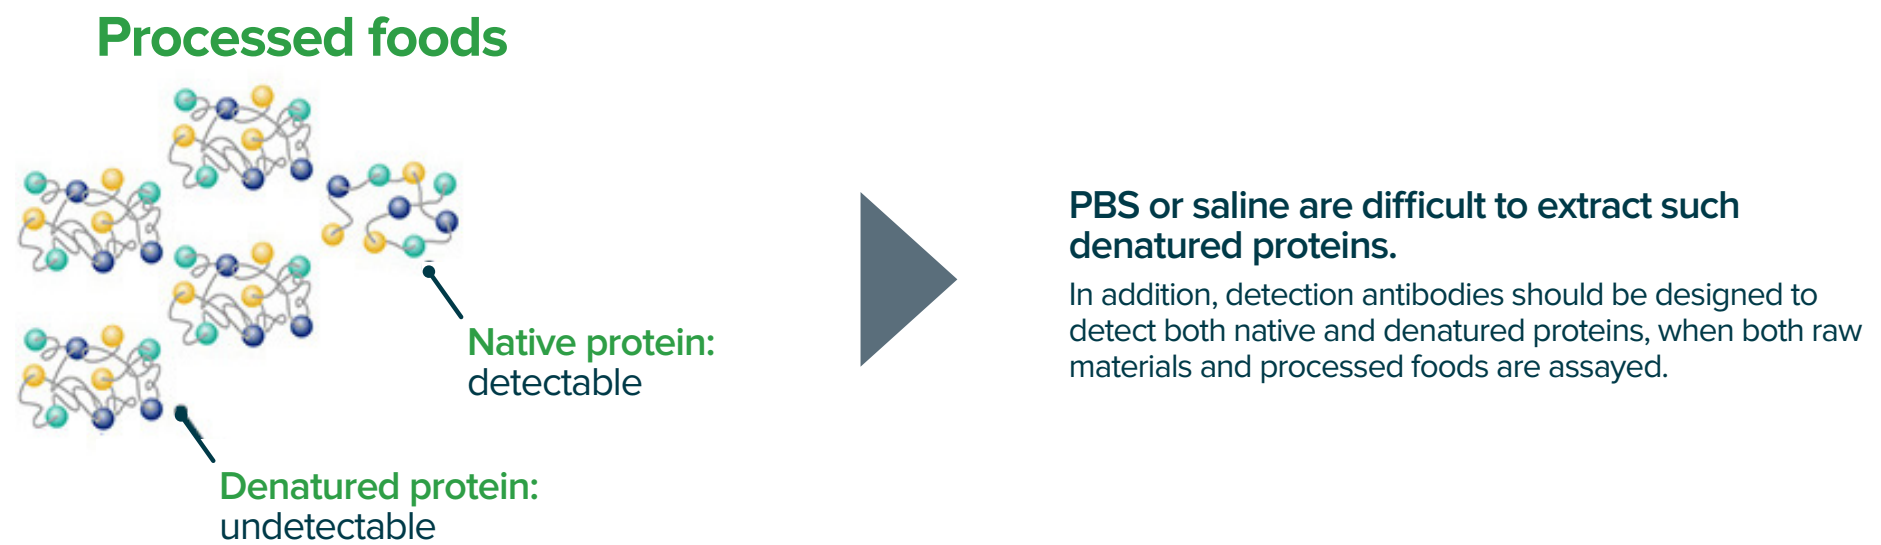 Processed foods
Native protein:
detectable
Denatured protein:
undetectable
PBS or saline are difficult to extract such
denatured proteins.
In addition, detection antibodies should be designed to
detect both native and denatured proteins, when both raw
materials and processed foods are assayed.